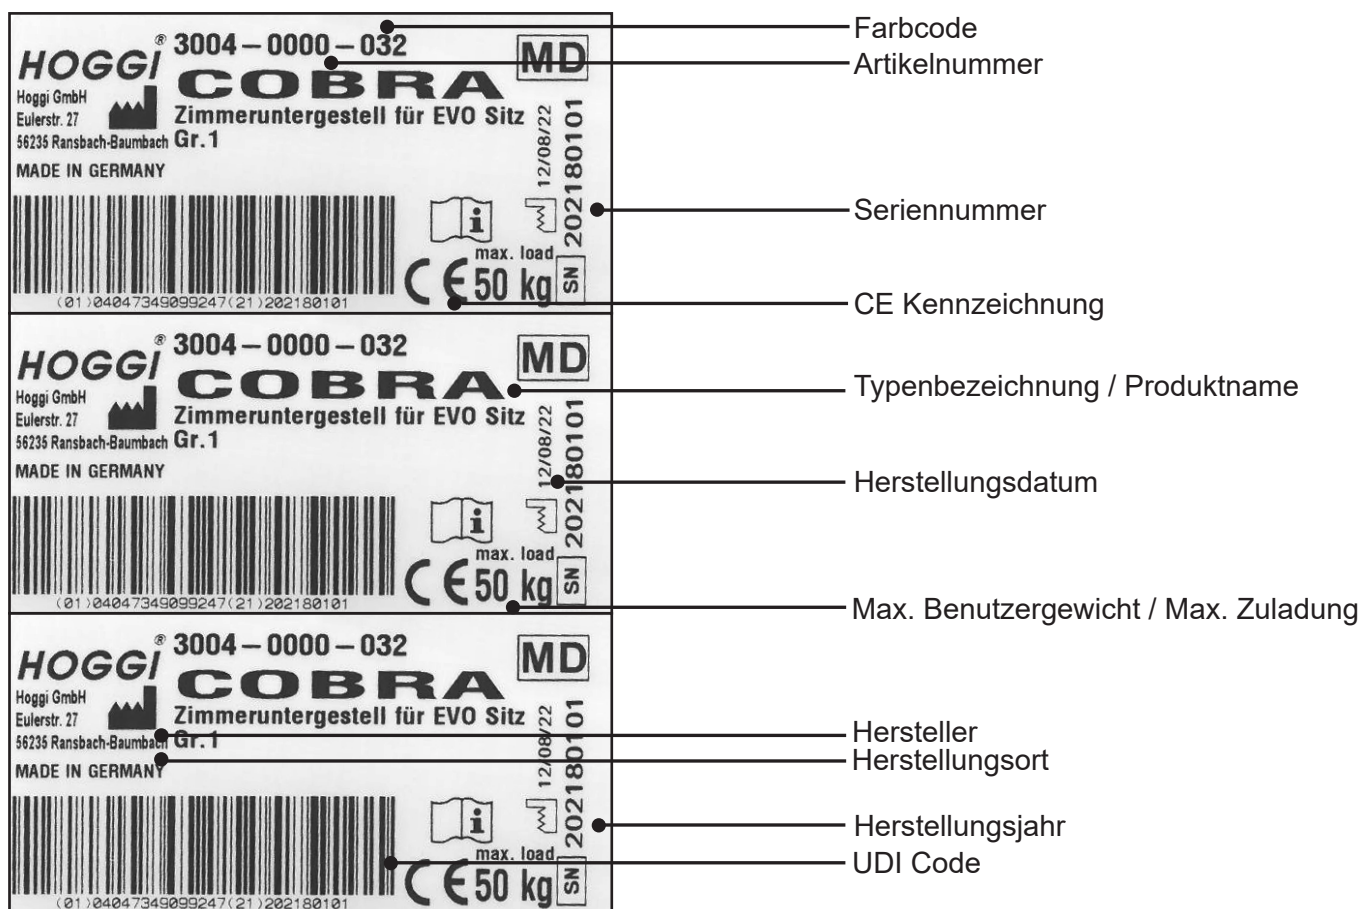 HOGGI®
3004-0000-032
MD
COBRA
Hoggi GmbH
Eulerstr. 27
56235 Ransbach-Baumbach
Zimmeruntergestell für EVO Sitz
Gr.1
MADE IN GERMANY
12/08/22
202180101
SN
i
max. load
CE 50 kg
(01)04047349099247(21)202180101
Farbcode
Artikelnummer
Seriennummer
CE Kennzeichnung
HOGGI®
3004-0000-032
MD
COBRA
Hoggi GmbH
Eulerstr. 27
56235 Ransbach-Baumbach
Zimmeruntergestell für EVO Sitz
Gr.1
MADE IN GERMANY
12/08/22
202180101
SN
i
max. load
CE 50 kg
(01)04047349099247(21)202180101
Typenbezeichnung / Produktname
Herstellungsdatum
Max. Benutzergewicht / Max. Zuladung
HOGGI®
3004-0000-032
MD
COBRA
Hoggi GmbH
Eulerstr. 27
56235 Ransbach-Baumbach
Zimmeruntergestell für EVO Sitz
Gr.1
MADE IN GERMANY
12/08/22
202180101
SN
i
max. load
CE 50 kg
(01)04047349099247(21)202180101
Hersteller
Herstellungsort
Herstellungsjahr
UDI Code